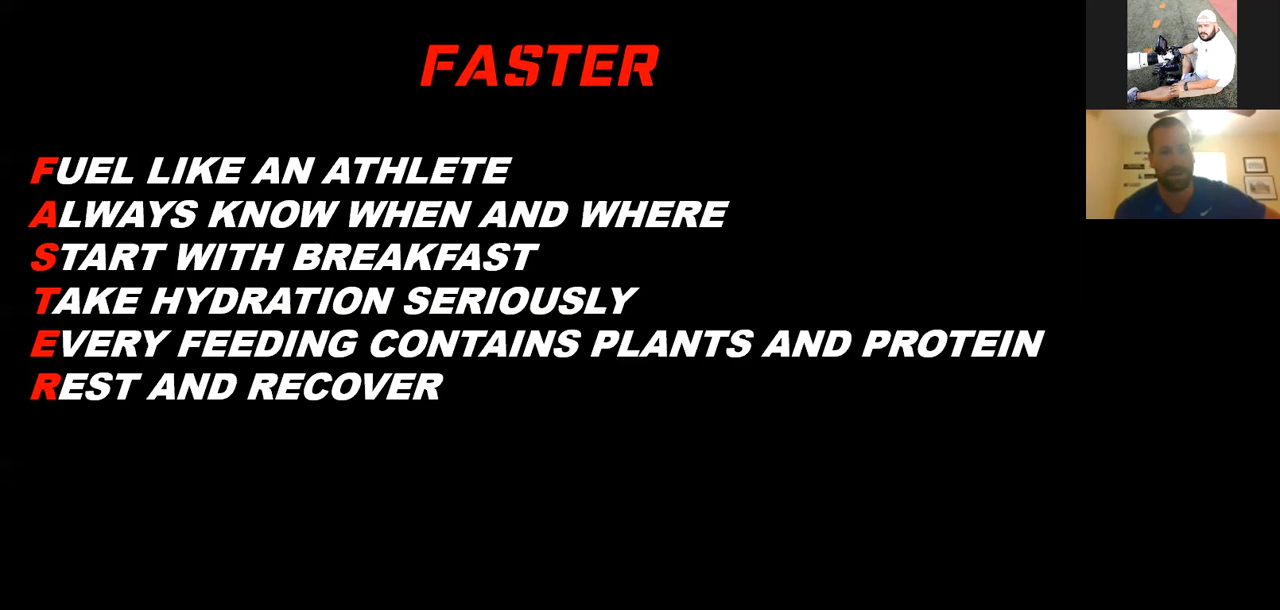 FASTER
FUEL LIKE AN ATHLETE
ALWAYS KNOW WHEN AND WHERE
START WITH BREAKFAST
TAKE HYDRATION SERIOUSLY
EVERY FEEDING CONTAINS PLANTS AND PROTEIN
REST AND RECOVER